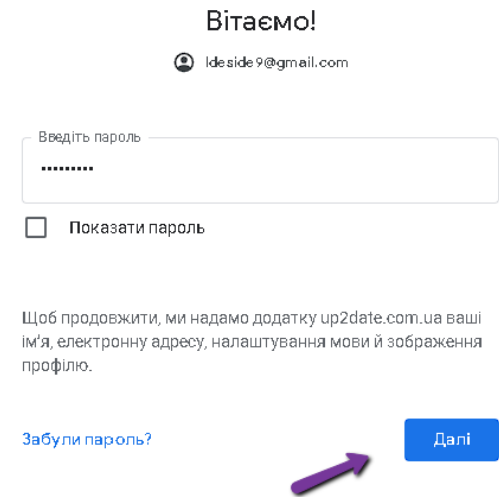 Вітаємо!
ldeside9@gmail.com
Введіть пароль
•••••••••
Показати пароль
Щоб продовжити, ми надамо додатку up2date.com.ua ваші
ім'я, електронну адресу, налаштування мови й зображення
профілю.
Забули пароль?
Далі